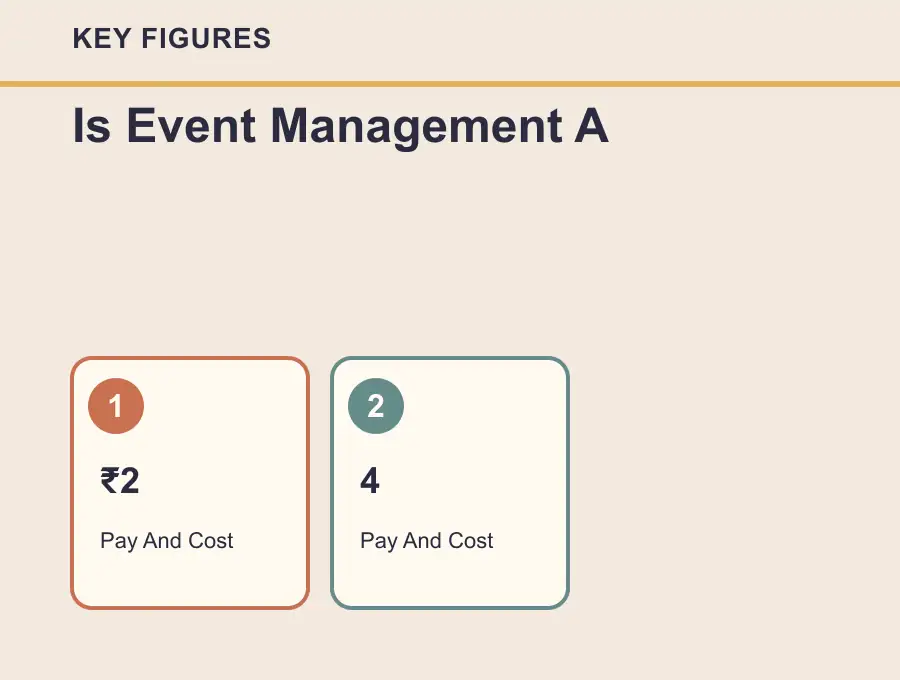 KEY FIGURES
Is Event Management A
1
₹2
Pay And Cost
2
4
Pay And Cost